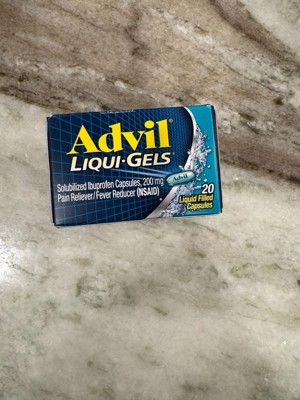 Advil
LIQUI•GELS
Solubilized Ibuprofen Capsules, 200 mg
Pain Reliever/Fever Reducer (NSAID)
Advil
20
Liquid Filled
Capsules